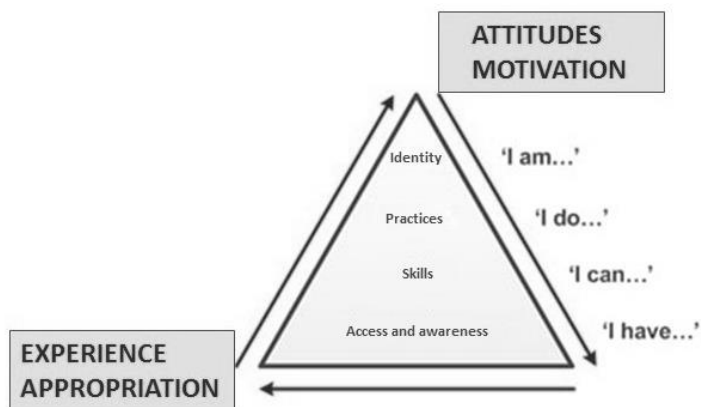 ATTITUDES
MOTIVATION
Identity
‘I am...’
Practices
‘I do...’
Skills
‘I can...’
Access and awareness
‘I have...’
EXPERIENCE
APPROPRIATION